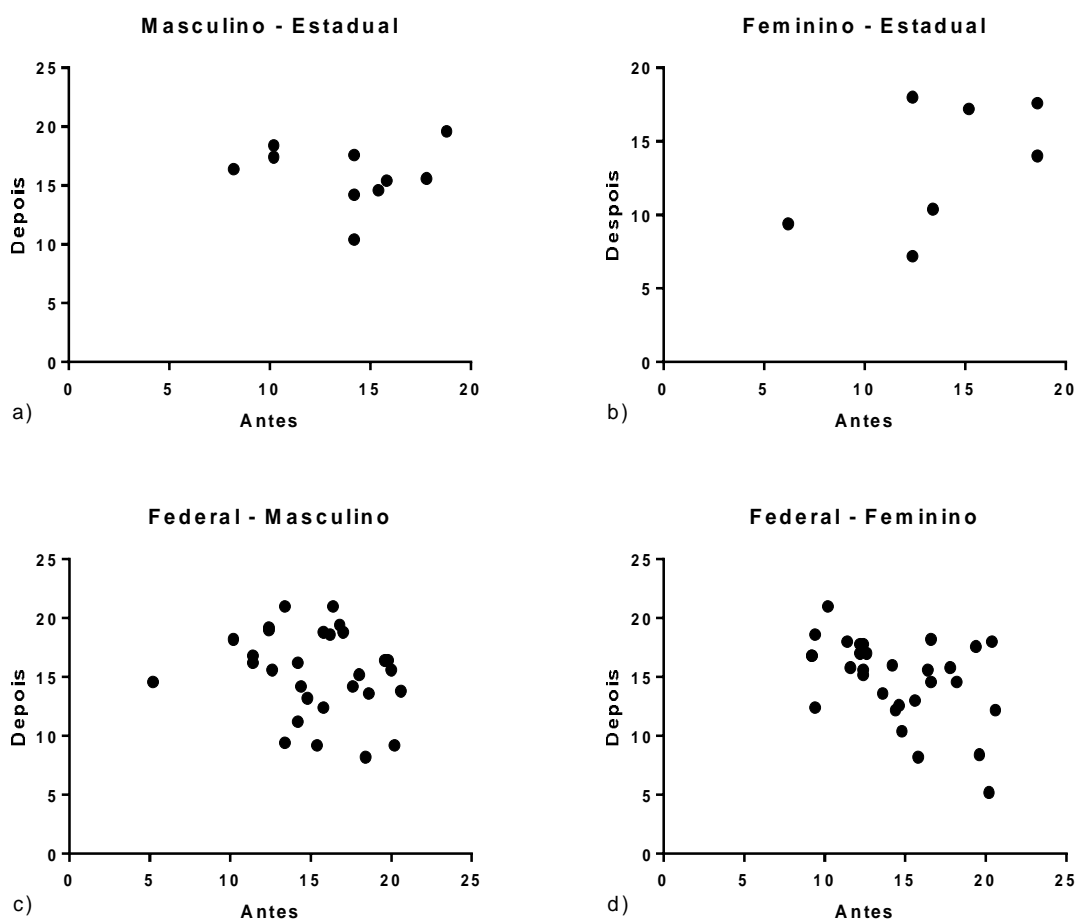 Masculino - Estadual
25
20
15
10
5
0
Depois
0 5 10 15 20
Antes
a)
Feminino - Estadual
20
15
10
5
0
Despois
0 5 10 15 20
Antes
b)
Federal - Masculino
25
20
15
10
5
0
Depois
0 5 10 15 20 25
Antes
c)
Federal - Feminino
25
20
15
10
5
0
Depois
0 5 10 15 20 25
Antes
d)